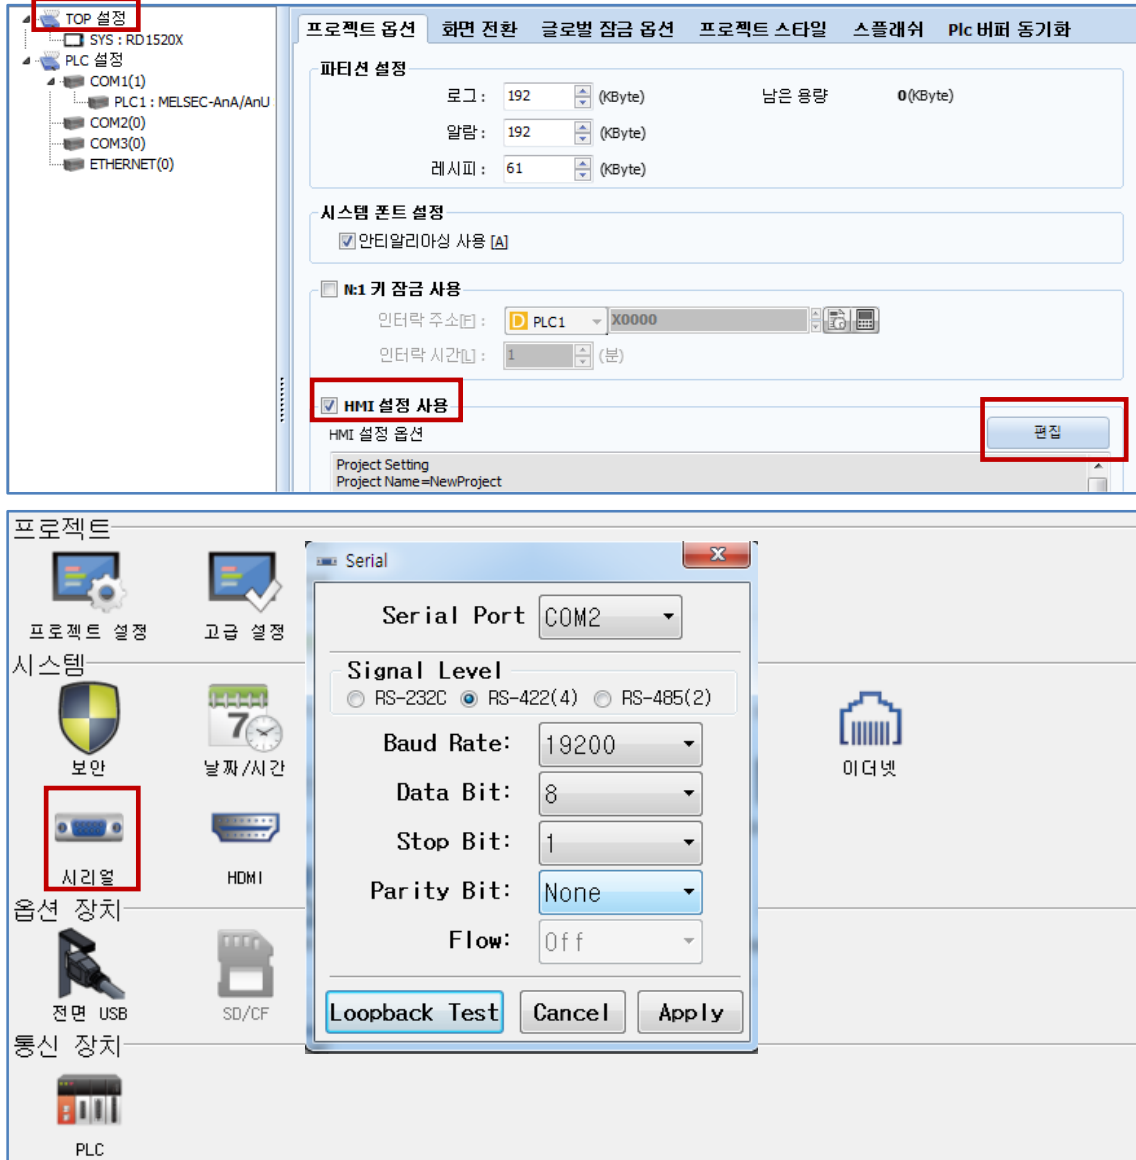 TOP 설정
SYS : RD1520X
PLC 설정
COM1(1)
PLC1 : MELSEC-AnA/AnU
COM2(0)
COM3(0)
ETHERNET(0)
프로젝트 옵션 화면 전환 글로벌 잠금 옵션 프로젝트 스타일 스플래쉬 Plc 버퍼 동기화
파티션 설정
로그 : 192 (KByte) 남은 용량 0(KByte)
알람 : 192 (KByte)
레시피 : 61 (KByte)
시스템 폰트 설정
안티알리아싱 사용 [A]
N:1 키 잠금 사용
인터락 주소[F] : D PLC1 X0000
인터락 시간[L] : 1 (분)
HMI 설정 사용
HMI 설정 옵션 편집
Project Setting
Project Name=NewProject
프로젝트
프로젝트 설정 고급 설정
시스템
보안 날짜/시간 이더넷
7
시리얼 HDMI
옵션 장치
전면 USB SD/CF
통신 장치
PLC
Serial
Serial Port COM2
Signal Level
RS-232C RS-422(4) RS-485(2)
Baud Rate: 19200
Data Bit: 8
Stop Bit: 1
Parity Bit: None
Flow: Off
Loopback Test Cancel Apply